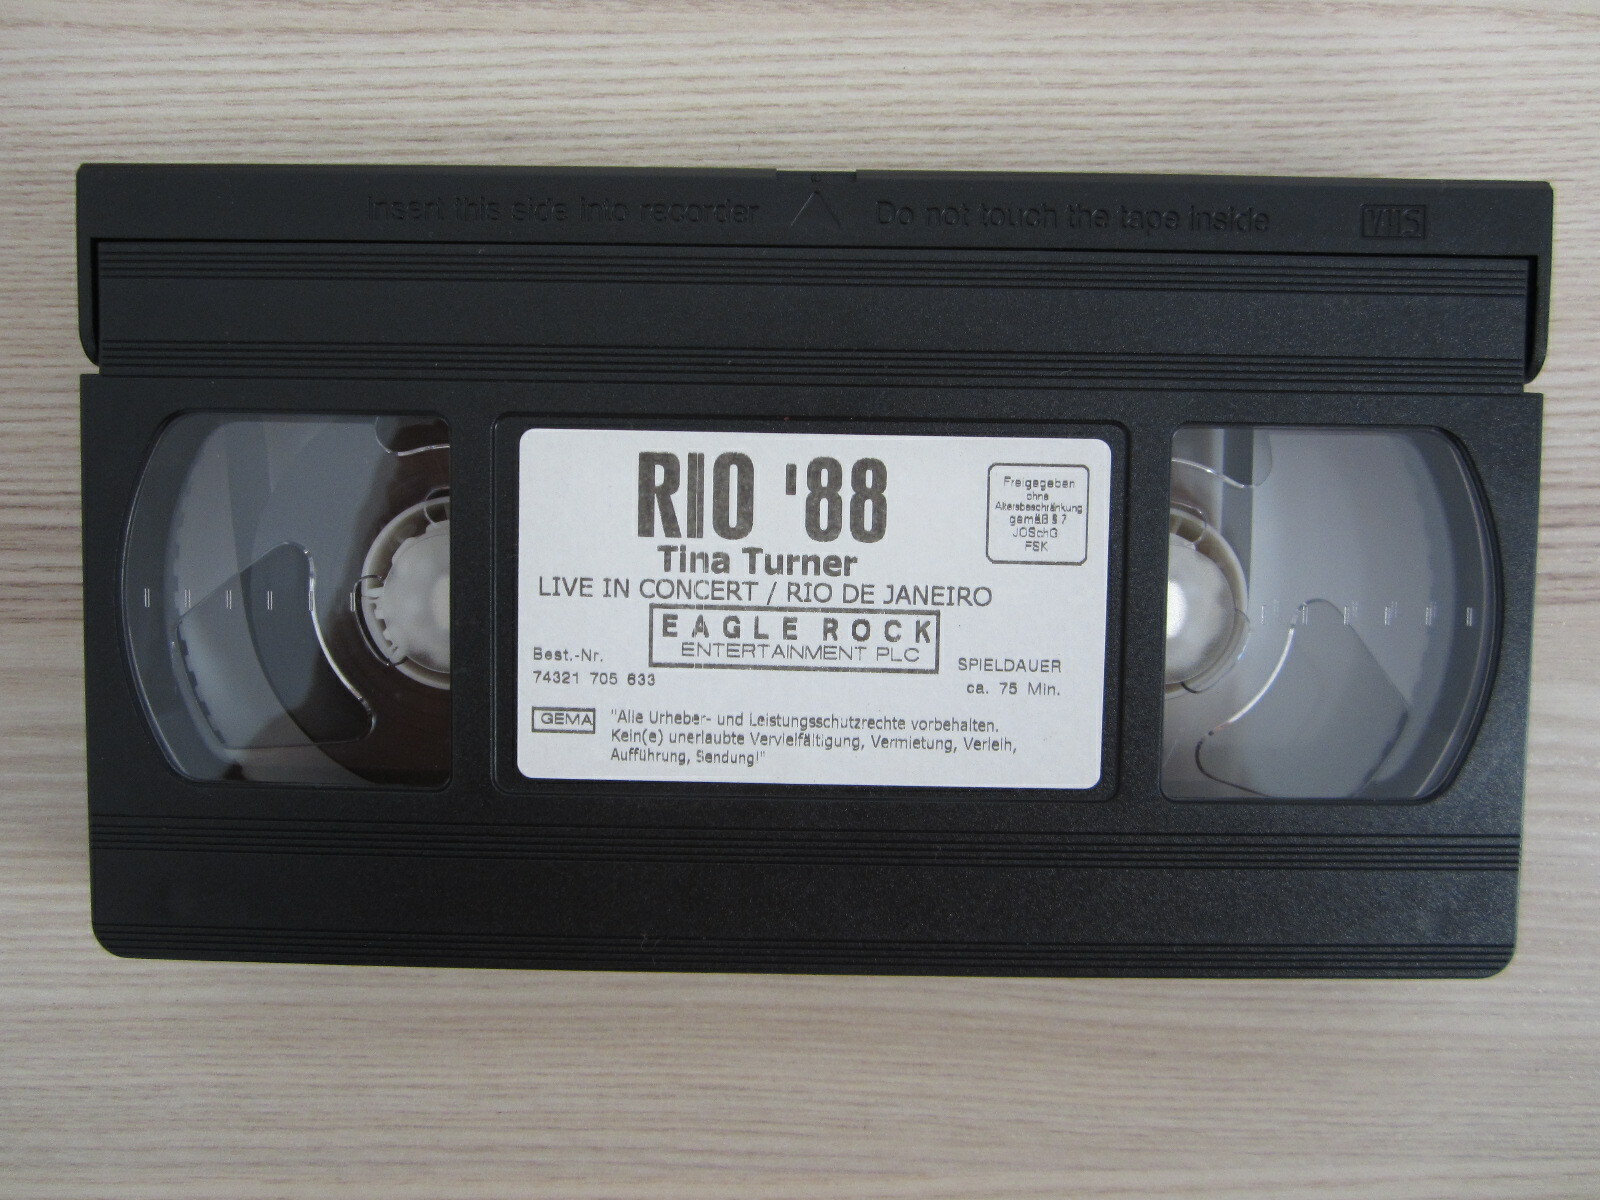 Insert this side into recorder
Do not touch the tape inside
VHS
RIO '88
Tina Turner
LIVE IN CONCERT / RIO DE JANEIRO
EAGLE ROCK
ENTERTAINMENT PLC
Freigegeben
ohne
Altersbeschränkung
gemäß § 7
JÖSchG
FSK
Best.-Nr.
74321 705 633
SPIELDAUER
ca. 75 Min.
GEMA
"Alle Urheber- und Leistungsschutzrechte vorbehalten.
Kein(e) unerlaubte Vervielfältigung, Vermietung, Verleih,
Aufführung, Sendung!"